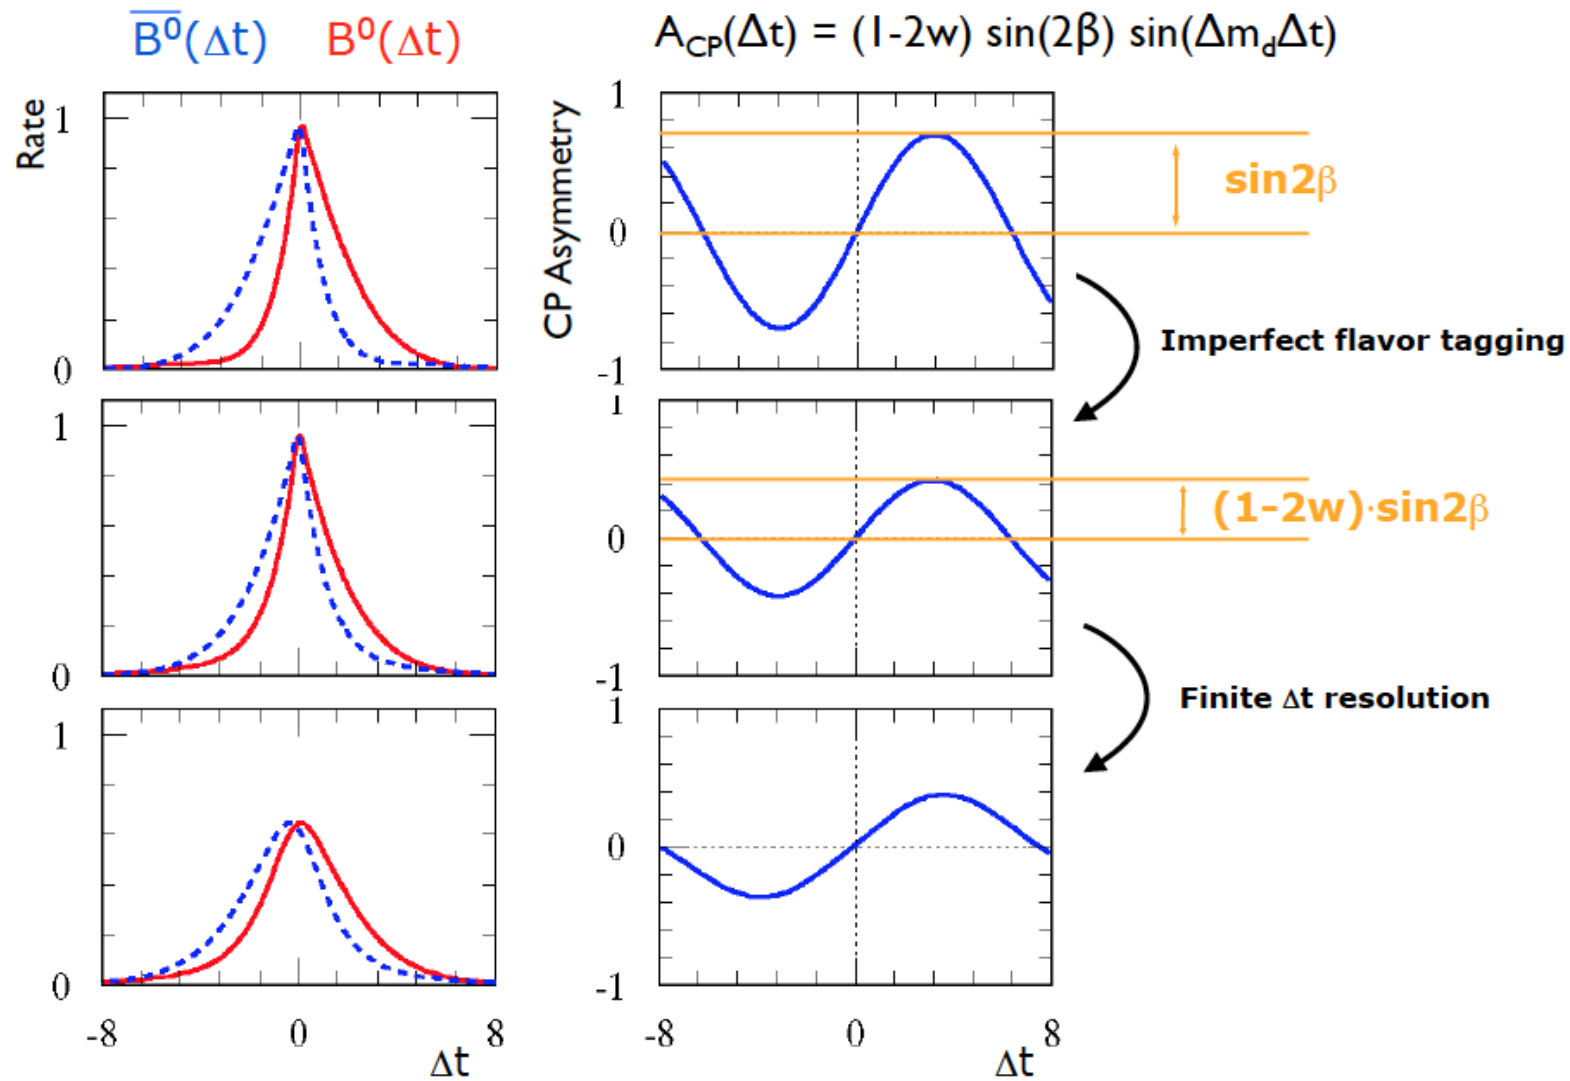 B⁰(Δt) B⁰(Δt)
A_CP(Δt) = (1-2w) sin(2β) sin(Δm_dΔt)
Rate
1
0
CP Asymmetry
1
0
-1
sin2β
Imperfect flavor tagging
1
0
1
0
-1
(1-2w)·sin2β
Finite Δt resolution
1
0
-8
0
8
Δt
1
0
-1
-8
0
8
Δt